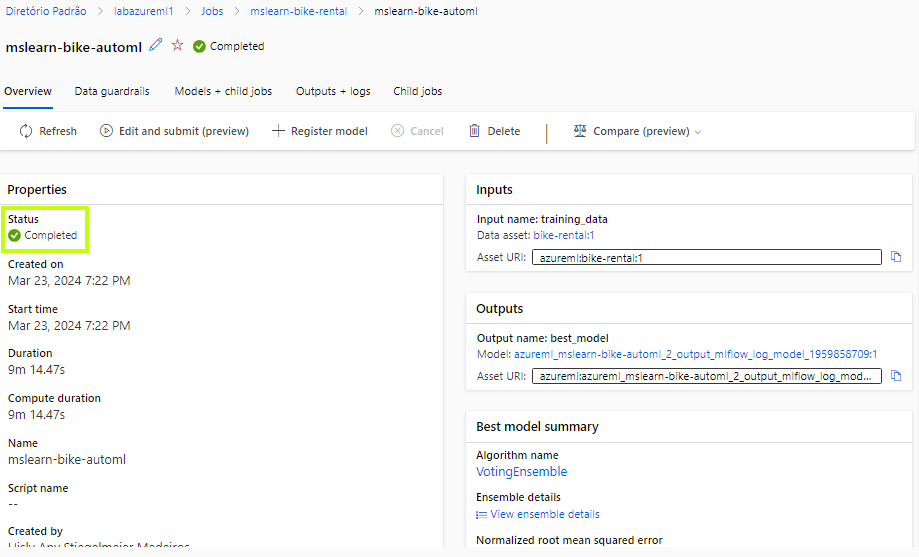 Diretório Padrão > labazureml1 > Jobs > mslearn-bike-rental > mslearn-bike-automl
mslearn-bike-automl Completed
Overview Data guardrails Models + child jobs Outputs + logs Child jobs
Refresh Edit and submit (preview) Register model Cancel Delete Compare (preview)
Properties
Status
Completed
Created on
Mar 23, 2024 7:22 PM
Start time
Mar 23, 2024 7:22 PM
Duration
9m 14.47s
Compute duration
9m 14.47s
Name
mslearn-bike-automl
Script name
--
Created by
Hisly Any Stiegelmeier Medeiros
Inputs
Input name: training_data
Data asset: bike-rental:1
Asset URI: azureml:bike-rental:1
Outputs
Output name: best_model
Model: azureml_mslearn-bike-automl_2_output_mlflow_log_model_1959858709:1
Asset URI: azureml:azureml_mslearn-bike-automl_2_output_mlflow_log_mod...
Best model summary
Algorithm name
VotingEnsemble
Ensemble details
View ensemble details
Normalized root mean squared error